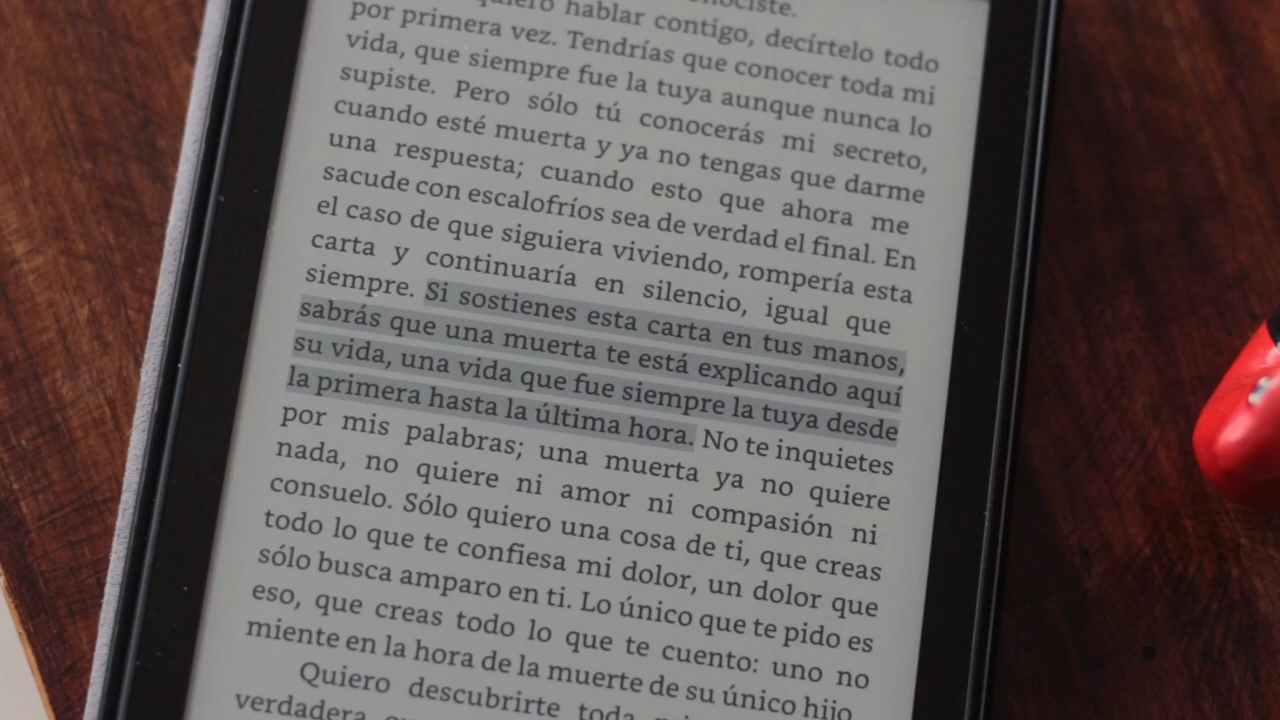 quiero hablar contigo, decírtelo todo
por primera vez. Tendrías que conocer toda mi
vida, que siempre fue la tuya aunque nunca lo
supiste. Pero sólo tú conocerás mi secreto,
cuando esté muerta y ya no tengas que darme
una respuesta; cuando esto que ahora me
sacude con escalofríos sea de verdad el final. En
el caso de que siguiera viviendo, rompería esta
carta y continuaría en silencio, igual que
siempre. Si sostienes esta carta en tus manos,
sabrás que una muerta te está explicando aquí
su vida, una vida que fue siempre la tuya desde
la primera hasta la última hora. No te inquietes
por mis palabras; una muerta ya no quiere
nada, no quiere ni amor ni compasión ni
consuelo. Sólo quiero una cosa de ti, que creas
todo lo que te confiesa mi dolor, un dolor que
sólo busca amparo en ti. Lo único que te pido es
eso, que creas todo lo que te cuento: uno no
miente en la hora de la muerte de su único hijo
Quiero descubrirte toda
verdadera